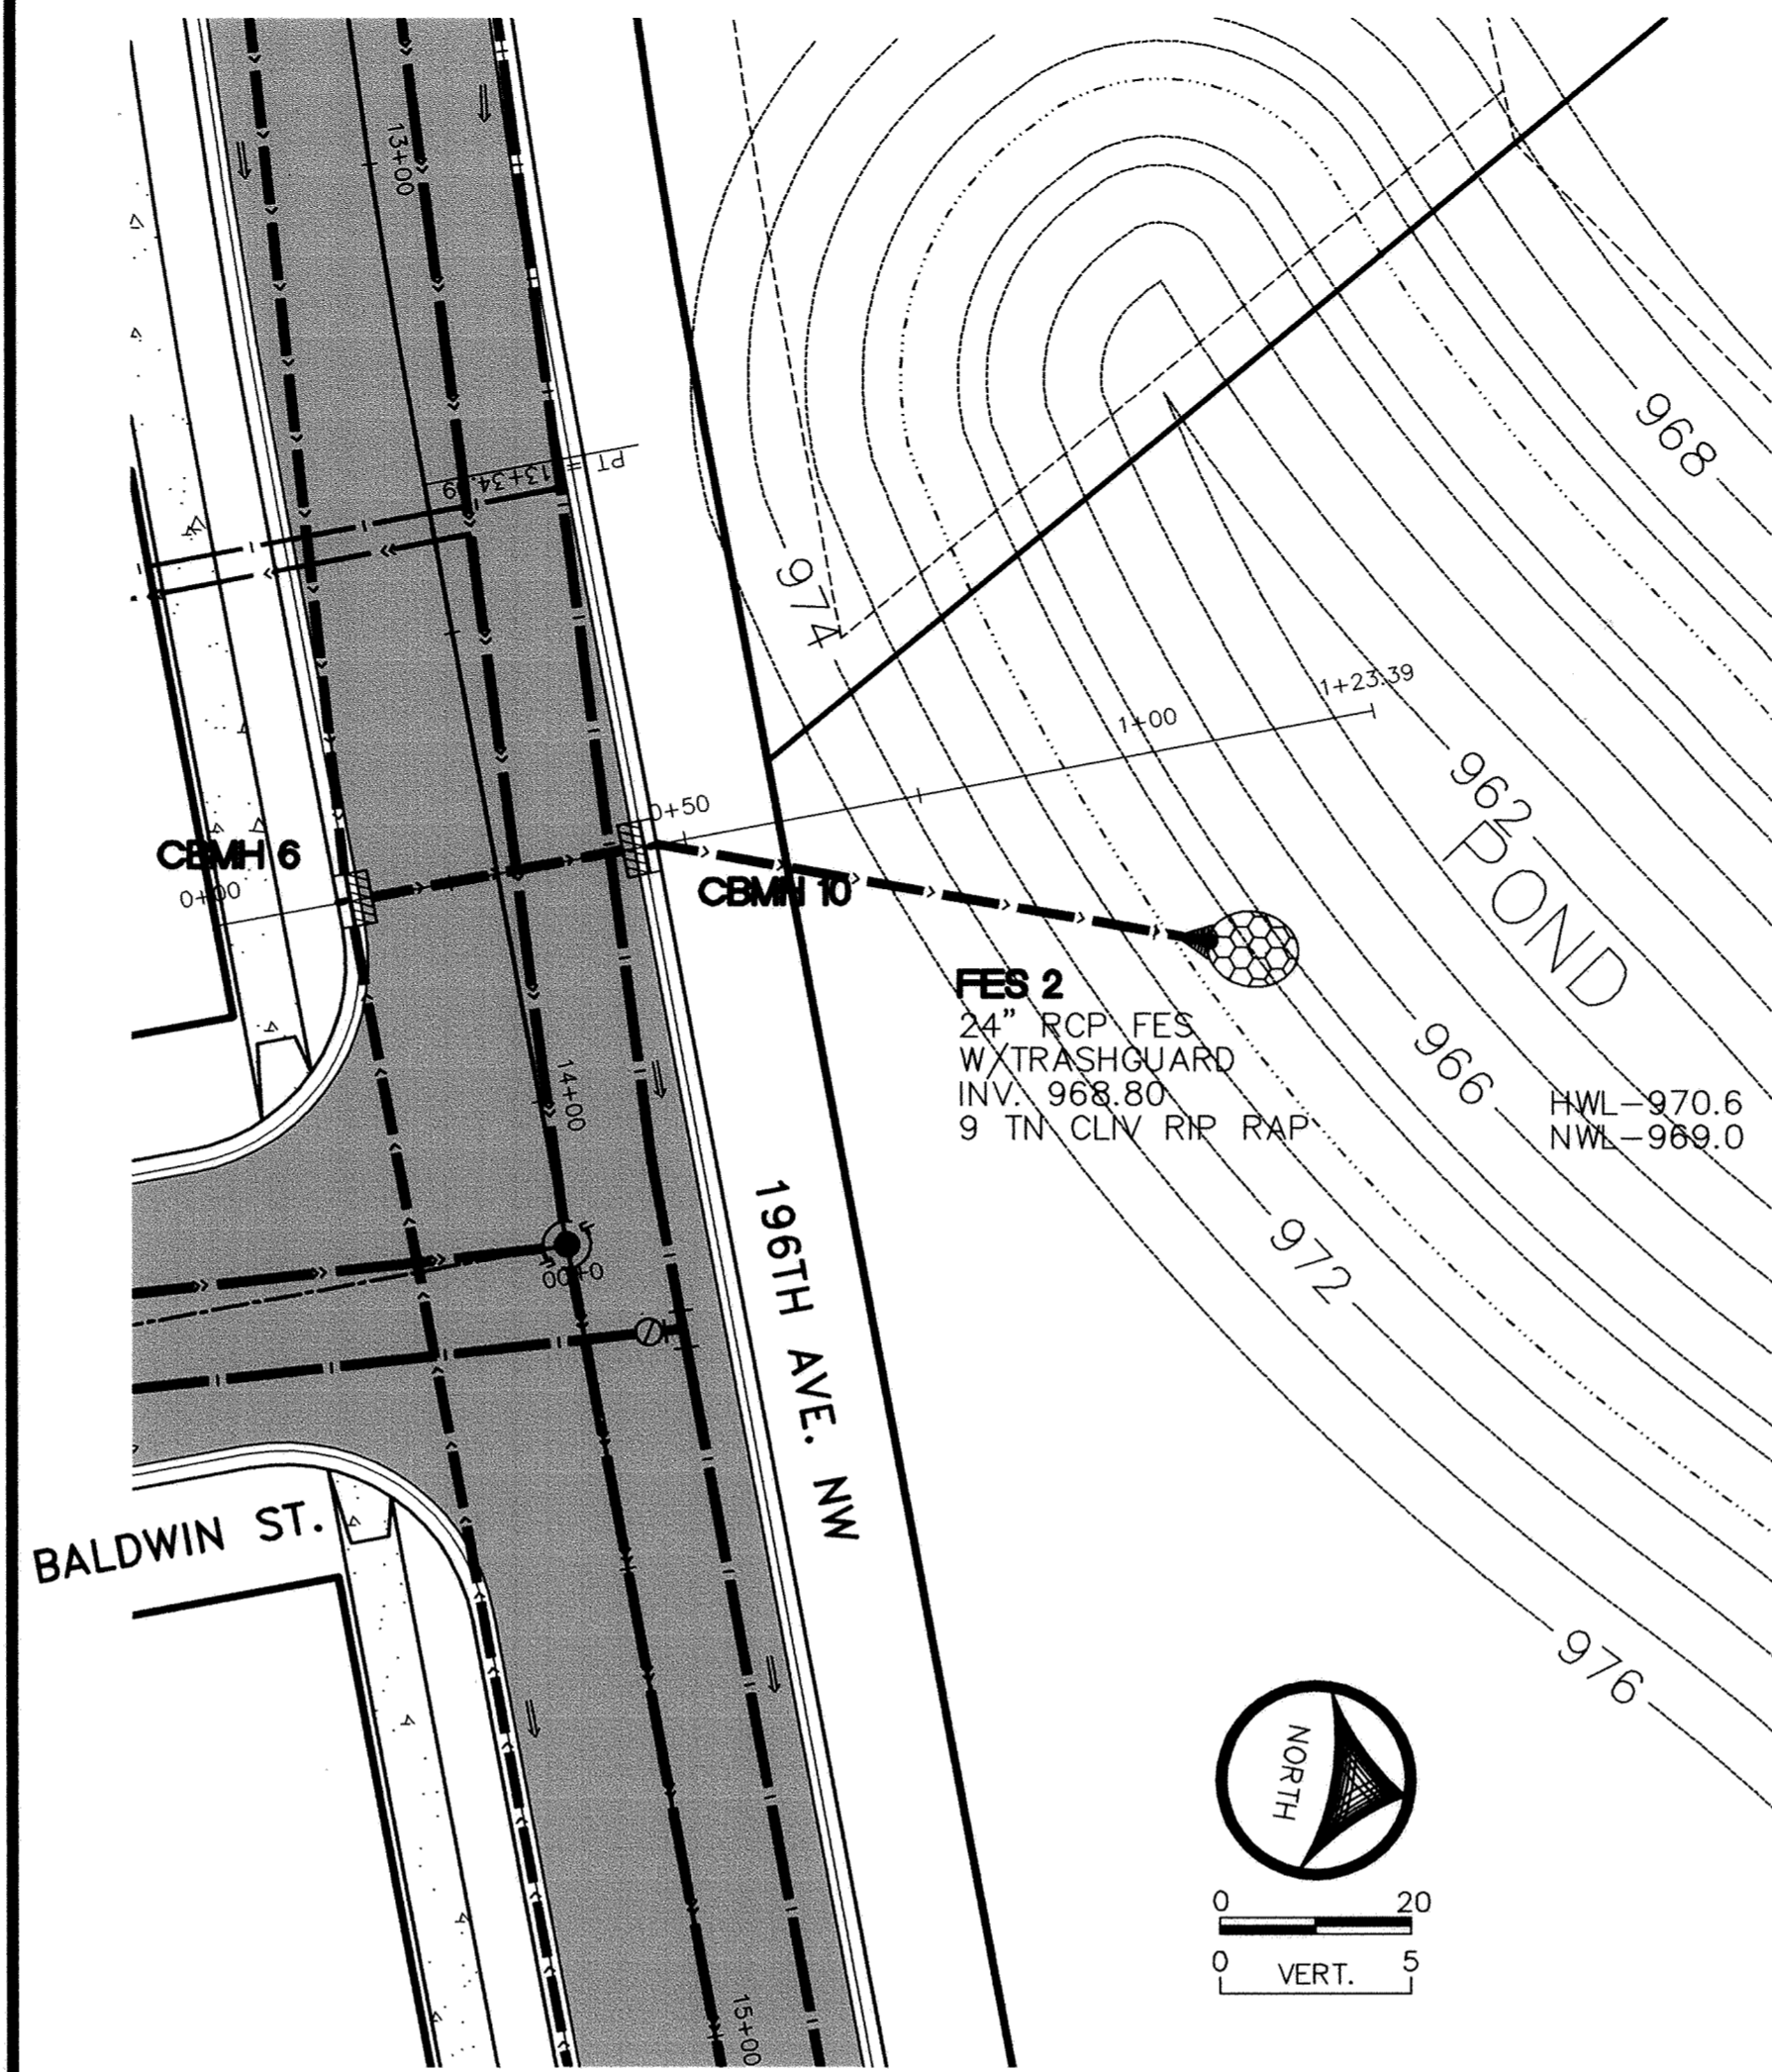 13+00
PT = 13+34.09
968
974
1+23.39
1+00
962
0+50
POND
CBMH 6
0+00
CBMH 10
FES 2
24" RCP FES
W/TRASHGUARD
INV. 968.80
9 TN CLIV RIP RAP
966
HWL-970.6
NWL-969.0
14+00
196TH AVE. NW
972
0+00
BALDWIN ST.
976
NORTH
0 20
0 5
VERT.
15+00